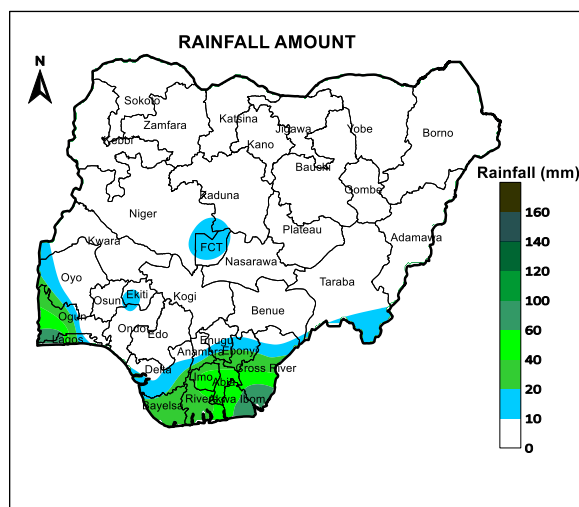 RAINFALL AMOUNT
N
Sokoto
Zamfara
Katsina
Jigawa
Yobe
Borno
Kebbi
Kano
Bauchi
Gombe
Kaduna
Niger
Plateau
Adamawa
FCT
Kwara
Nasarawa
Taraba
Oyo
Osun
Ekiti
Kogi
Benue
Ogun
Ondo
Edo
Lagos
Enugu
Anambra
Ebony
Delta
Imo
Abia
Cross River
Bayelsa
Rivers
Akwa Ibom
Rainfall (mm)
160
140
120
100
80
60
40
20
10
0